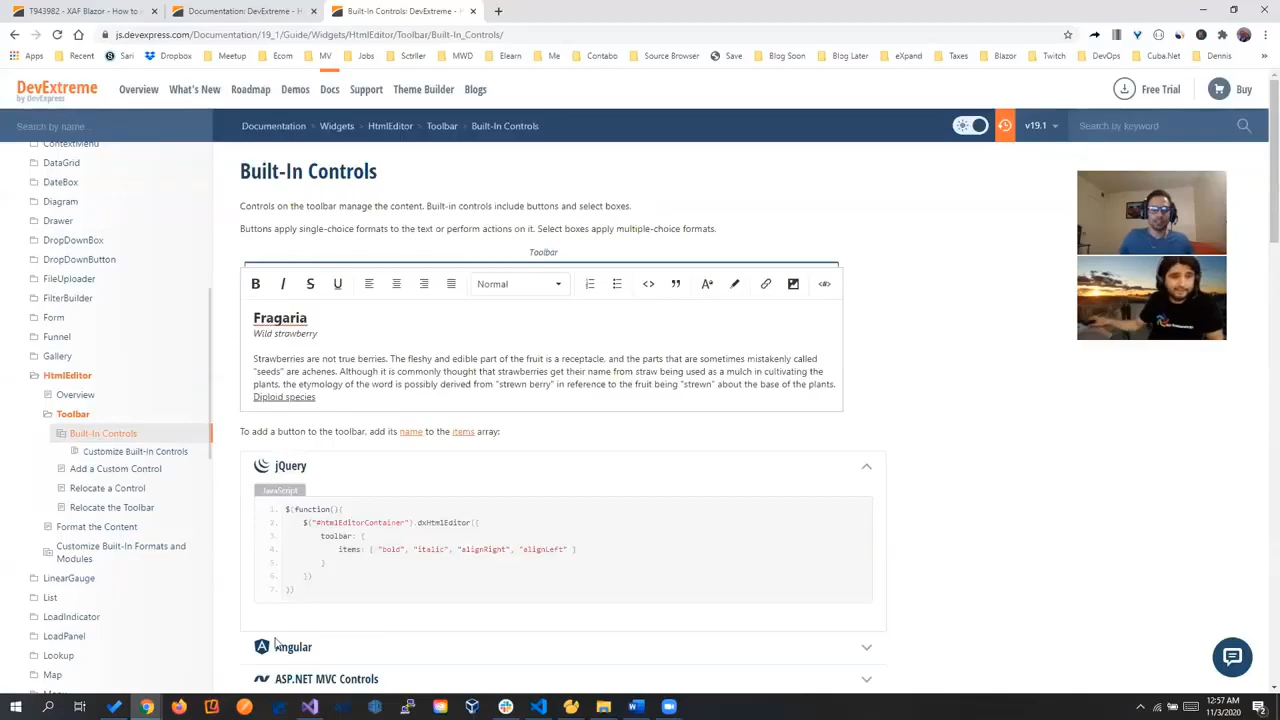 T943982 - XAF Blazor - How to
Documentation: DevExtreme - H
Built-In Controls: DevExtreme - H
js.devexpress.com/Documentation/19_1/Guide/Widgets/HtmlEditor/Toolbar/Built-In_Controls/
Apps
Recent
Sari
Dropbox
Meetup
Ecom
MV
Jobs
Sctrller
MWD
Elearn
Me
Contabo
Source Browser
Sav
Blog Soon
Blog Later
eXpand
Taxes
Blazor
Twitch
DevOps
Cuba.Net
Dennis
DevExtreme
by DevExpress
Overview
What's New
Roadmap
Demos
Docs
Support
Theme Builder
Blogs
Free Trial
Buy
Search by name...
Documentation
Widgets
HtmlEditor
Toolbar
Built-In Controls
v19.1
Search by keyword
ContextMenu
DataGrid
DateBox
Diagram
Drawer
DropDownBox
DropDownButton
FileUploader
FilterBuilder
Form
Funnel
Gallery
HtmlEditor
Overview
Toolbar
Built-In Controls
Customize Built-In Controls
Add a Custom Control
Relocate a Control
Relocate the Toolbar
Format the Content
Customize Built-In Formats and
Modules
LinearGauge
List
LoadIndicator
LoadPanel
Lookup
Map
Built-In Controls
Controls on the toolbar manage the content. Built-in controls include buttons and select boxes.
Buttons apply single-choice formats to the text or perform actions on it. Select boxes apply multiple-choice formats.
Toolbar
B I S U Normal
Fragaria
Wild strawberry
Strawberries are not true berries. The fleshy and edible part of the fruit is a receptacle, and the parts that are sometimes mistakenly called
"seeds" are achenes. Although it is commonly thought that strawberries get their name from straw being used as a mulch in cultivating the
plants, the etymology of the word is possibly derived from "strewn berry" in reference to the fruit being "strewn" about the base of the plants.
Diploid species
To add a button to the toolbar, add its name to the items array:
jQuery
JavaScript
1. $(function(){
2. $("#htmlEditorContainer").dxHtmlEditor({
3. toolbar: {
4. items: [ "bold", "italic", "alignRight", "alignLeft" ]
5. }
6. })
7. })
Angular
ASP.NET MVC Controls
12:57 AM
11/3/2020